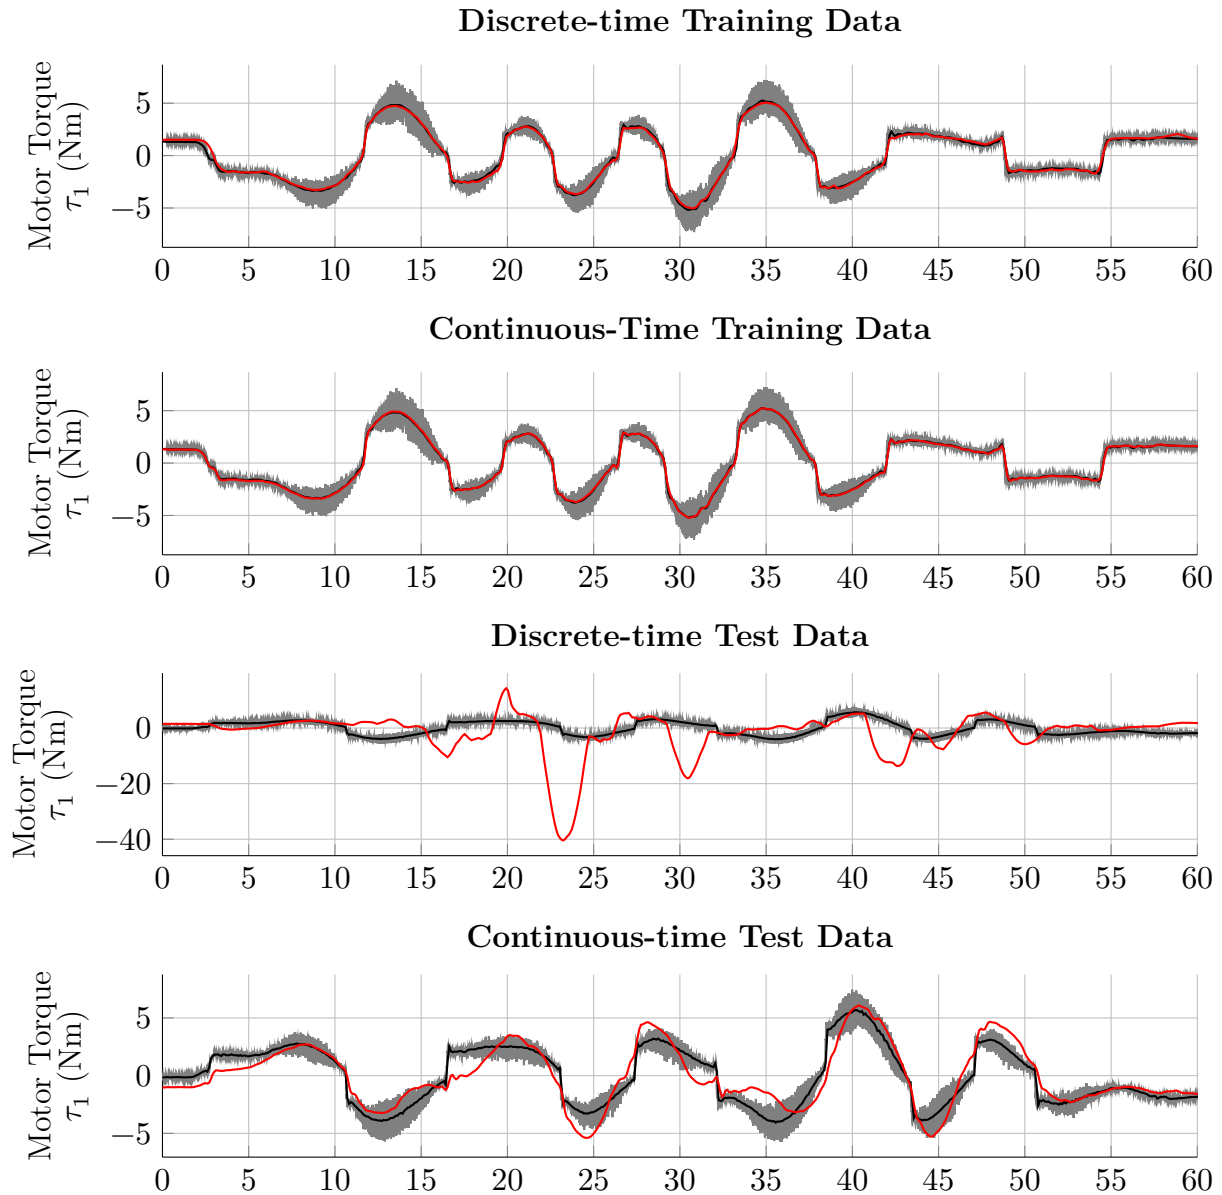 Discrete-time Training Data
Motor Torque
τ₁ (Nm)
5
0
−5
0 5 10 15 20 25 30 35 40 45 50 55 60
Continuous-Time Training Data
Motor Torque
τ₁ (Nm)
5
0
−5
0 5 10 15 20 25 30 35 40 45 50 55 60
Discrete-time Test Data
Motor Torque
τ₁ (Nm)
0
−20
−40
0 5 10 15 20 25 30 35 40 45 50 55 60
Continuous-time Test Data
Motor Torque
τ₁ (Nm)
5
0
−5
0 5 10 15 20 25 30 35 40 45 50 55 60